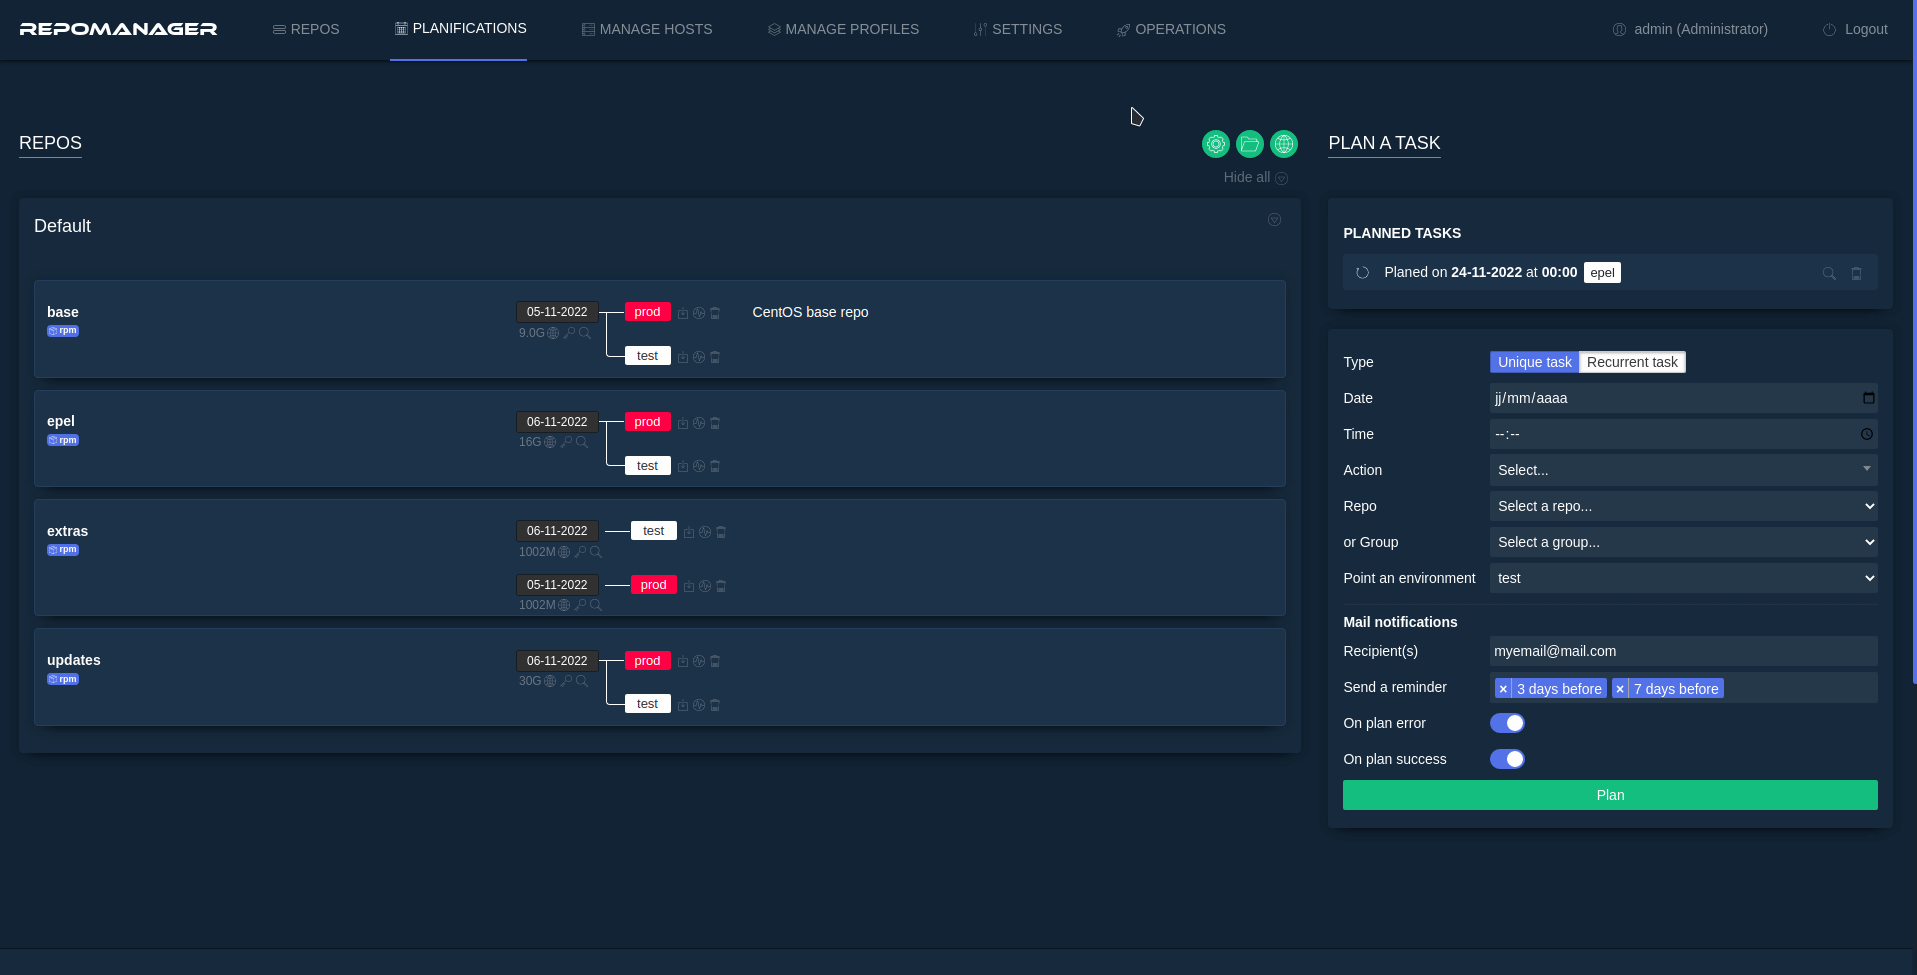 REPOMANAGER
REPOS
PLANIFICATIONS
MANAGE HOSTS
MANAGE PROFILES
SETTINGS
OPERATIONS
admin (Administrator)
Logout
REPOS
Hide all
Default
base
rpm
05-11-2022
prod
CentOS base repo
9.0G
test
epel
rpm
06-11-2022
prod
16G
test
extras
rpm
06-11-2022
test
1002M
05-11-2022
prod
1002M
updates
rpm
06-11-2022
prod
30G
test
PLAN A TASK
PLANNED TASKS
Planed on 24-11-2022 at 00:00 epel
Type
Unique task Recurrent task
Date
jj/mm/aaaa
Time
--:--
Action
Select...
Repo
Select a repo...
or Group
Select a group...
Point an environment
test
Mail notifications
Recipient(s)
myemail@mail.com
Send a reminder
× 3 days before × 7 days before
On plan error
On plan success
Plan